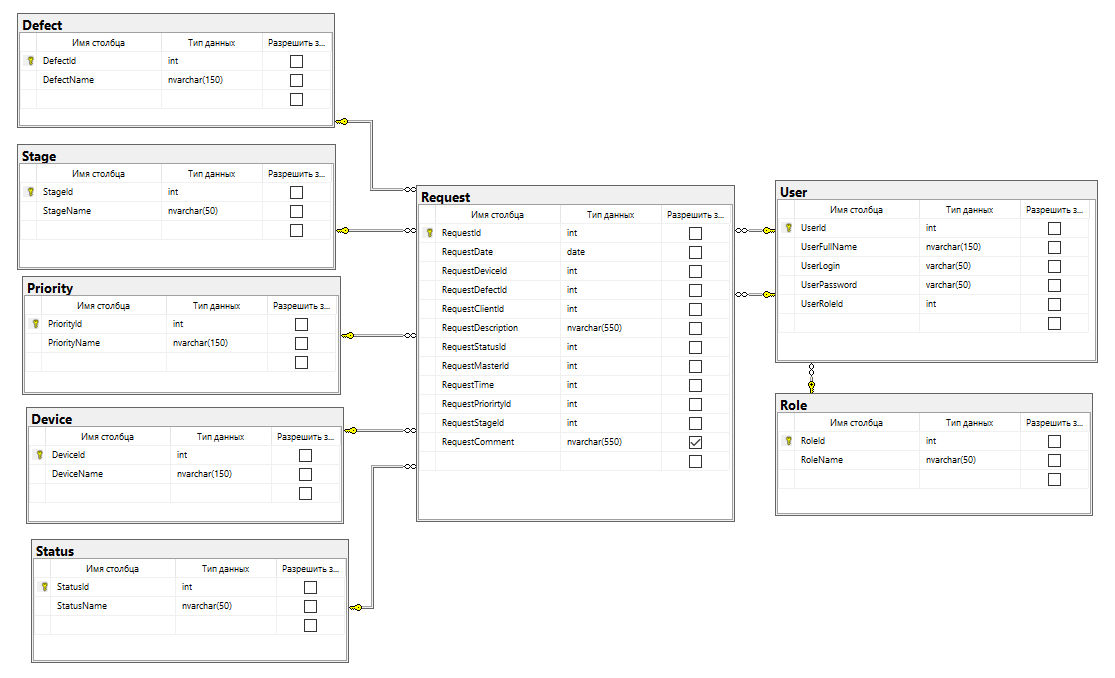 Defect
Имя столбца Тип данных Разрешить з...
DefectId int
DefectName nvarchar(150)
Stage
Имя столбца Тип данных Разрешить з...
StageId int
StageName nvarchar(50)
Priority
Имя столбца Тип данных Разрешить з...
PriorityId int
PriorityName nvarchar(150)
Device
Имя столбца Тип данных Разрешить з...
DeviceId int
DeviceName nvarchar(150)
Status
Имя столбца Тип данных Разрешить з...
StatusId int
StatusName nvarchar(50)
Request
Имя столбца Тип данных Разрешить з...
RequestId int
RequestDate date
RequestDeviceId int
RequestDefectId int
RequestClientId int
RequestDescription nvarchar(550)
RequestStatusId int
RequestMasterId int
RequestTime int
RequestPriorirtyId int
RequestStageId int
RequestComment nvarchar(550)
User
Имя столбца Тип данных Разрешить з...
UserId int
UserFullName nvarchar(150)
UserLogin varchar(50)
UserPassword varchar(50)
UserRoleId int
Role
Имя столбца Тип данных Разрешить з...
RoleId int
RoleName nvarchar(50)